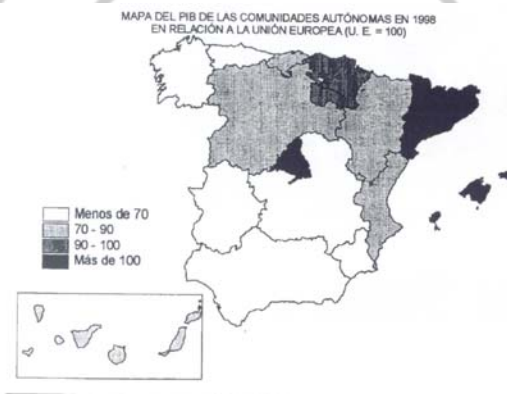 MAPA DEL PIB DE LAS COMUNIDADES AUTÓNOMAS EN 1998
EN RELACIÓN A LA UNIÓN EUROPEA (U. E. = 100)
Menos de 70
70 - 90
90 - 100
Más de 100